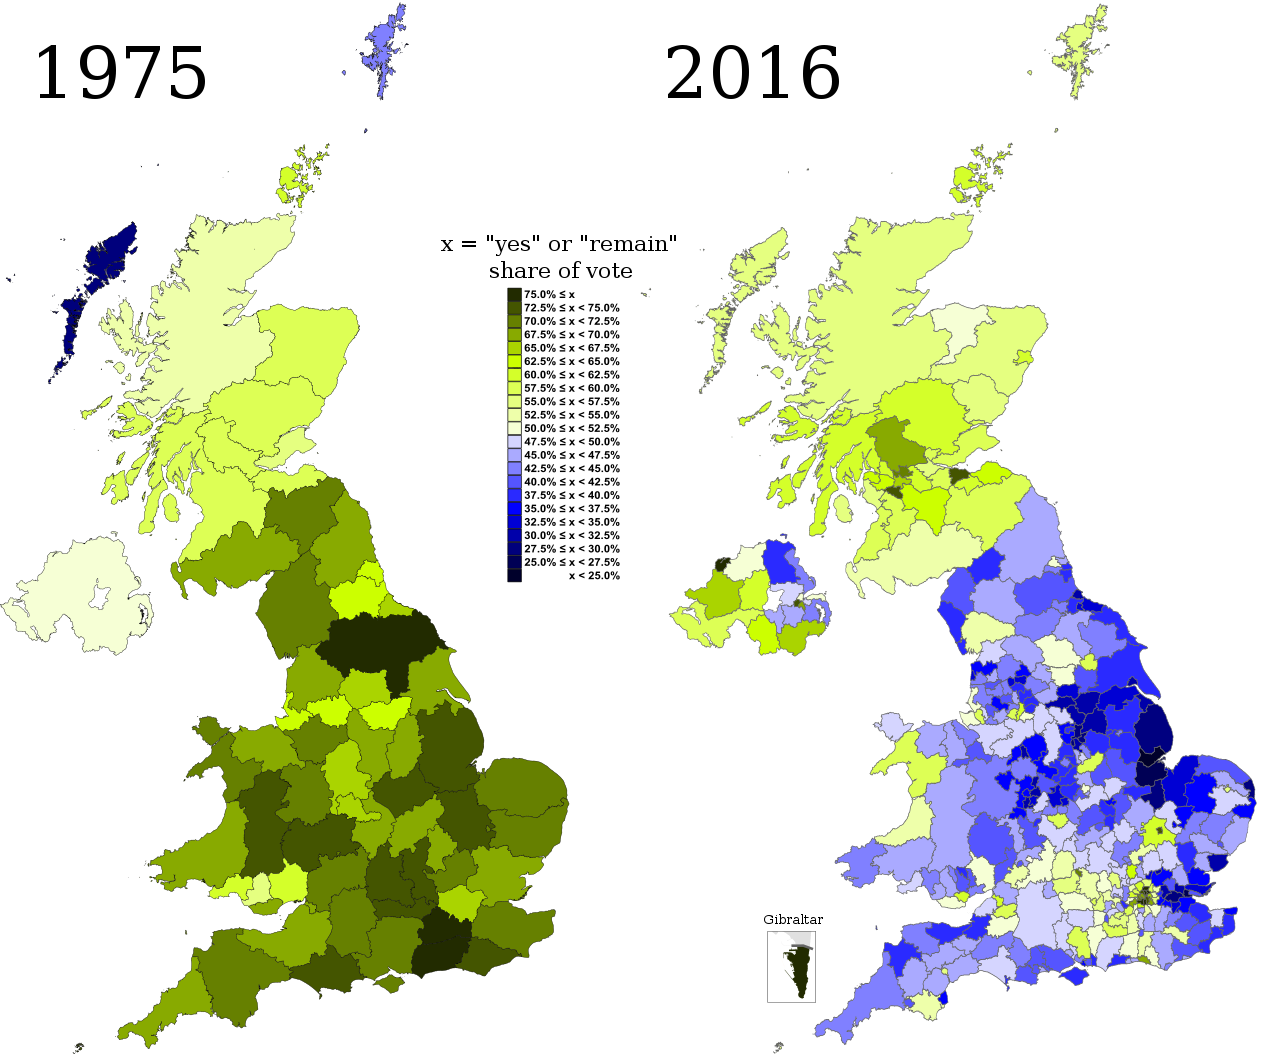 1975
2016
x = "yes" or "remain"
share of vote
75.0% ≤ x
72.5% ≤ x < 75.0%
70.0% ≤ x < 72.5%
67.5% ≤ x < 70.0%
65.0% ≤ x < 67.5%
62.5% ≤ x < 65.0%
60.0% ≤ x < 62.5%
57.5% ≤ x < 60.0%
55.0% ≤ x < 57.5%
52.5% ≤ x < 55.0%
50.0% ≤ x < 52.5%
47.5% ≤ x < 50.0%
45.0% ≤ x < 47.5%
42.5% ≤ x < 45.0%
40.0% ≤ x < 42.5%
37.5% ≤ x < 40.0%
35.0% ≤ x < 37.5%
32.5% ≤ x < 35.0%
30.0% ≤ x < 32.5%
27.5% ≤ x < 30.0%
25.0% ≤ x < 27.5%
x < 25.0%
Gibraltar